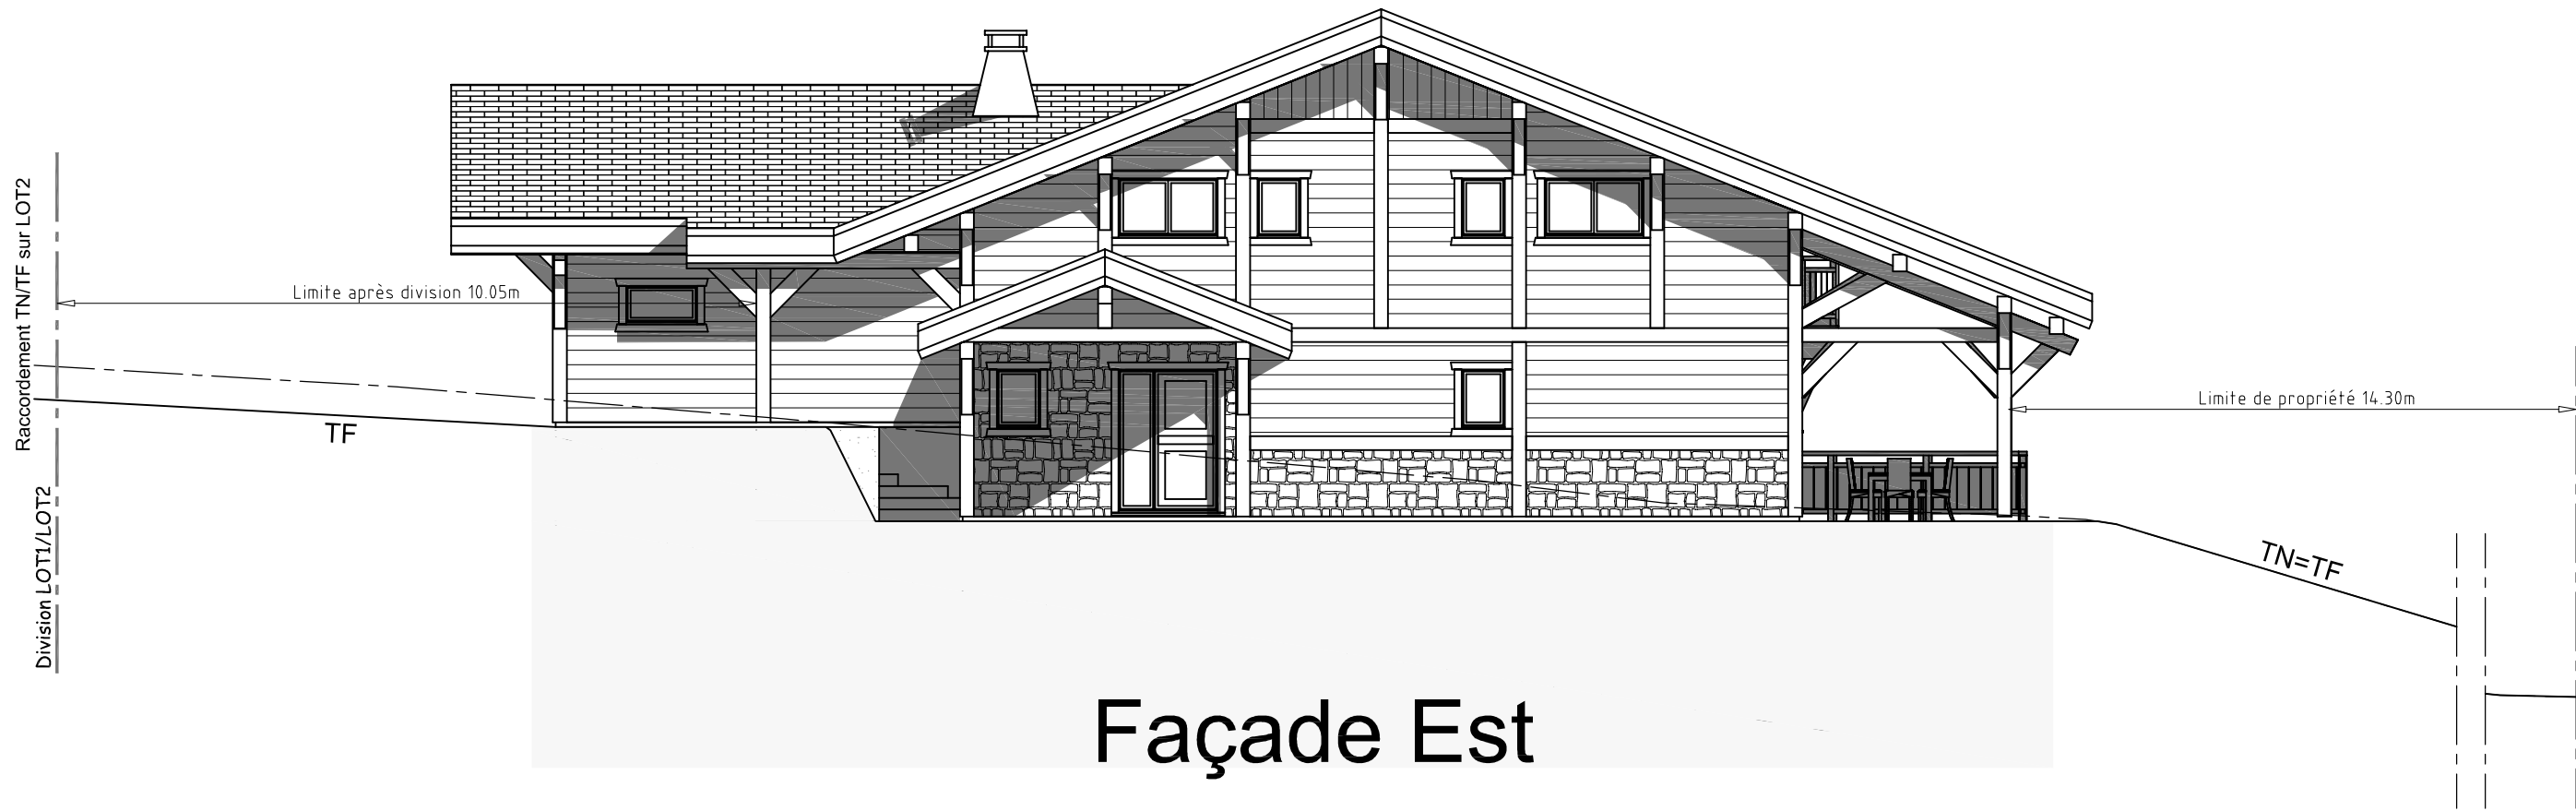 Raccordement TN/TF sur LOT2
Division LOT1/LOT2
Limite après division 10.05m
TF
Limite de propriété 14.30m
TN=TF
Façade Est